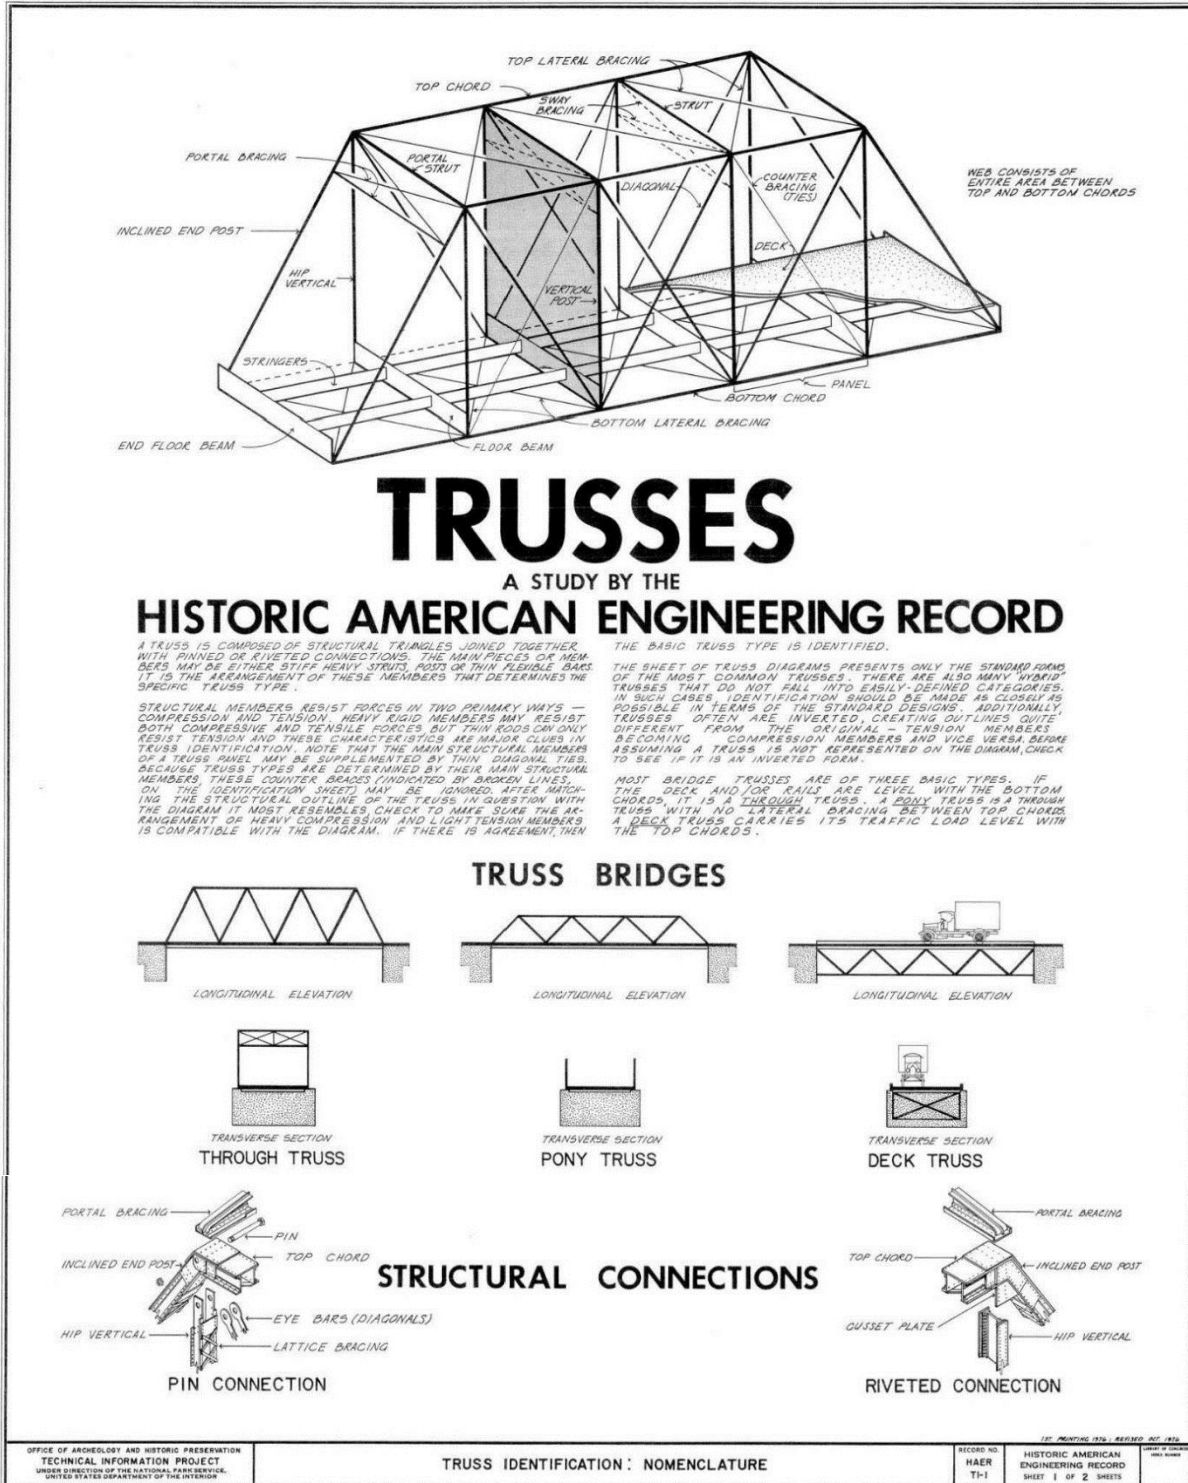 TOP LATERAL BRACING
TOP CHORD
SWAY
BRACING
STRUT
PORTAL BRACING
PORTAL
STRUT
DIAGONAL
COUNTER
BRACING
(TIES)
WEB CONSISTS OF
ENTIRE AREA BETWEEN
TOP AND BOTTOM CHORDS
INCLINED END POST
DECK
HIP
VERTICAL
VERTICAL
POST
STRINGERS
PANEL
BOTTOM CHORD
BOTTOM LATERAL BRACING
END FLOOR BEAM
FLOOR BEAM
TRUSSES
A STUDY BY THE
HISTORIC AMERICAN ENGINEERING RECORD
A TRUSS IS COMPOSED OF STRUCTURAL TRIANGLES JOINED TOGETHER
WITH PINNED OR RIVETED CONNECTIONS. THE MAIN PIECES OR MEM-
BERS MAY BE EITHER STIFF HEAVY STRUTS, POSTS OR THIN FLEXIBLE BARS.
IT IS THE ARRANGEMENT OF THESE MEMBERS THAT DETERMINES THE
SPECIFIC TRUSS TYPE.
STRUCTURAL MEMBERS RESIST FORCES IN TWO PRIMARY WAYS —
COMPRESSION AND TENSION. HEAVY RIGID MEMBERS MAY RESIST
BOTH COMPRESSIVE AND TENSILE FORCES BUT THIN RODS CAN ONLY
RESIST TENSION AND THESE CHARACTERISTICS ARE MAJOR CLUES IN
TRUSS IDENTIFICATION. NOTE THAT THE MAIN STRUCTURAL MEMBERS
OF A TRUSS PANEL MAY BE SUPPLEMENTED BY THIN DIAGONAL TIES.
BECAUSE TRUSS TYPES ARE DETERMINED BY THEIR MAIN STRUCTURAL
MEMBERS, THESE COUNTER BRACES (INDICATED BY BROKEN LINES,
ON THE IDENTIFICATION SHEET) MAY BE IGNORED. AFTER MATCH-
ING THE STRUCTURAL OUTLINE OF THE TRUSS IN QUESTION WITH
THE DIAGRAM IT MOST RESEMBLES, CHECK TO MAKE SURE THE AR-
RANGEMENT OF HEAVY COMPRESSION AND LIGHT TENSION MEMBERS
IS COMPATIBLE WITH THE DIAGRAM. IF THERE IS AGREEMENT, THEN
THE BASIC TRUSS TYPE IS IDENTIFIED.
THE SHEET OF TRUSS DIAGRAMS PRESENTS ONLY THE STANDARD FORMS
OF THE MOST COMMON TRUSSES. THERE ARE ALSO MANY "HYBRID"
TRUSSES THAT DO NOT FALL INTO EASILY-DEFINED CATEGORIES.
IN SUCH CASES, IDENTIFICATION SHOULD BE MADE AS CLOSELY AS
POSSIBLE IN TERMS OF THE STANDARD DESIGNS. ADDITIONALLY,
TRUSSES OFTEN ARE INVERTED, CREATING OUTLINES QUITE
DIFFERENT FROM THE ORIGINAL — TENSION MEMBERS
BECOMING COMPRESSION MEMBERS AND VICE VERSA. BEFORE
ASSUMING A TRUSS IS NOT REPRESENTED ON THE DIAGRAM, CHECK
TO SEE IF IT IS AN INVERTED FORM.
MOST BRIDGE TRUSSES ARE OF THREE BASIC TYPES. IF
THE DECK AND/OR RAILS ARE LEVEL WITH THE BOTTOM
CHORDS, IT IS A THROUGH TRUSS. A PONY TRUSS IS A THROUGH
TRUSS WITH NO LATERAL BRACING BETWEEN TOP CHORDS.
A DECK TRUSS CARRIES ITS TRAFFIC LOAD LEVEL WITH
THE TOP CHORDS.
TRUSS BRIDGES
LONGITUDINAL ELEVATION
LONGITUDINAL ELEVATION
LONGITUDINAL ELEVATION
TRANSVERSE SECTION
THROUGH TRUSS
TRANSVERSE SECTION
PONY TRUSS
TRANSVERSE SECTION
DECK TRUSS
PORTAL BRACING
PIN
INCLINED END POST
TOP CHORD
EYE BARS (DIAGONALS)
HIP VERTICAL
LATTICE BRACING
PIN CONNECTION
STRUCTURAL CONNECTIONS
PORTAL BRACING
TOP CHORD
INCLINED END POST
GUSSET PLATE
HIP VERTICAL
RIVETED CONNECTION
1ST. PRINTING 1976; REVISED OCT. 1976
OFFICE OF ARCHEOLOGY AND HISTORIC PRESERVATION
TECHNICAL INFORMATION PROJECT
UNDER DIRECTION OF THE NATIONAL PARK SERVICE,
UNITED STATES DEPARTMENT OF THE INTERIOR
TRUSS IDENTIFICATION: NOMENCLATURE
RECORD NO.
HAER
TI-1
HISTORIC AMERICAN
ENGINEERING RECORD
SHEET 1 OF 2 SHEETS
LIBRARY OF CONGRESS
INDEX NUMBER